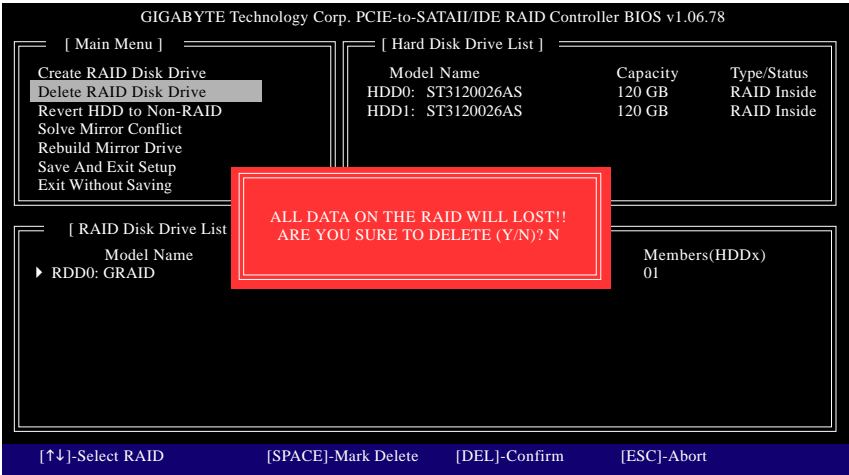 GIGABYTE Technology Corp. PCIE-to-SATAII/IDE RAID Controller BIOS v1.06.78
[ Main Menu ]
Create RAID Disk Drive
Delete RAID Disk Drive
Revert HDD to Non-RAID
Solve Mirror Conflict
Rebuild Mirror Drive
Save And Exit Setup
Exit Without Saving
[ Hard Disk Drive List ]
Model Name Capacity Type/Status
HDD0: ST3120026AS 120 GB RAID Inside
HDD1: ST3120026AS 120 GB RAID Inside
ALL DATA ON THE RAID WILL LOST!!
ARE YOU SURE TO DELETE (Y/N)? N
[ RAID Disk Drive List
Model Name Members(HDDx)
RDD0: GRAID 01
[↑↓]-Select RAID [SPACE]-Mark Delete [DEL]-Confirm [ESC]-Abort